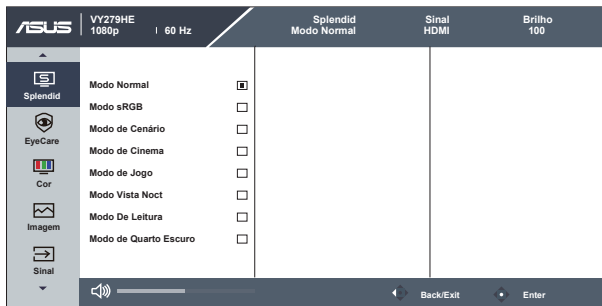 ASUS
VY279HE
1080p | 60 Hz
Splendid
Modo Normal
Sinal
HDMI
Brilho
100
Splendid
EyeCare
Cor
Imagem
Sinal
Modo Normal
Modo sRGB
Modo de Cenário
Modo de Cinema
Modo de Jogo
Modo Vista Noct
Modo De Leitura
Modo de Quarto Escuro
Back/Exit
Enter